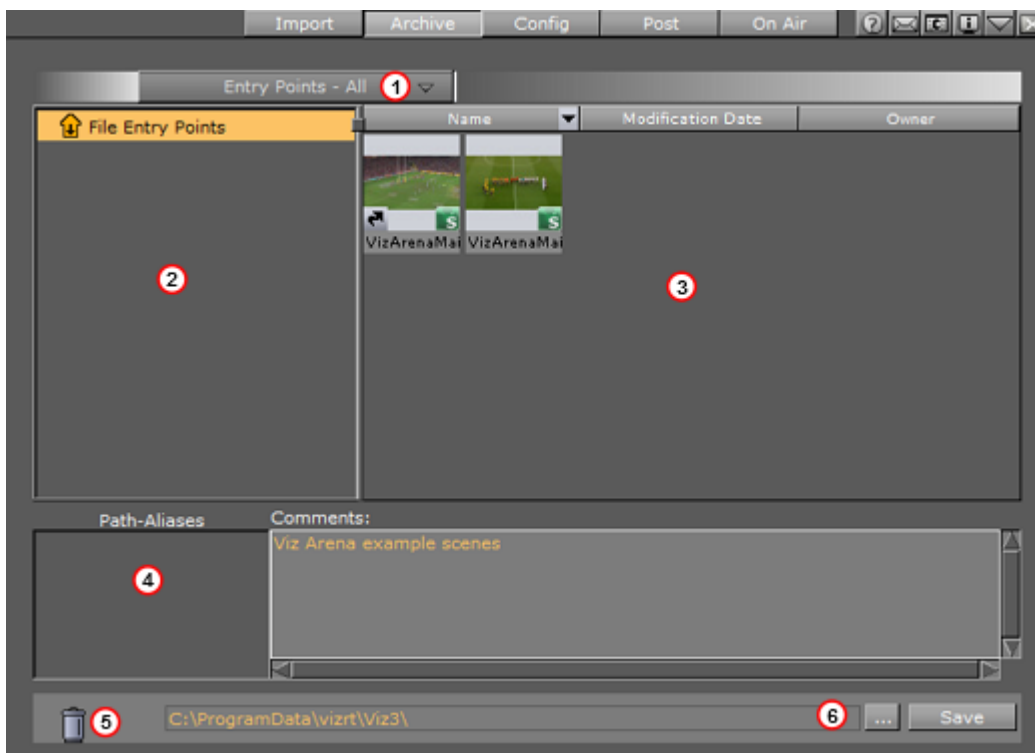 Import Archive Config Post On Air ? i
Entry Points - All 1
File Entry Points
Name Modification Date Owner
S S
VizArenaMai VizArenaMai
2
3
Path-Aliases Comments:
Viz Arena example scenes
4
5 C:\ProgramData\vizrt\Viz3\ 6 ... Save